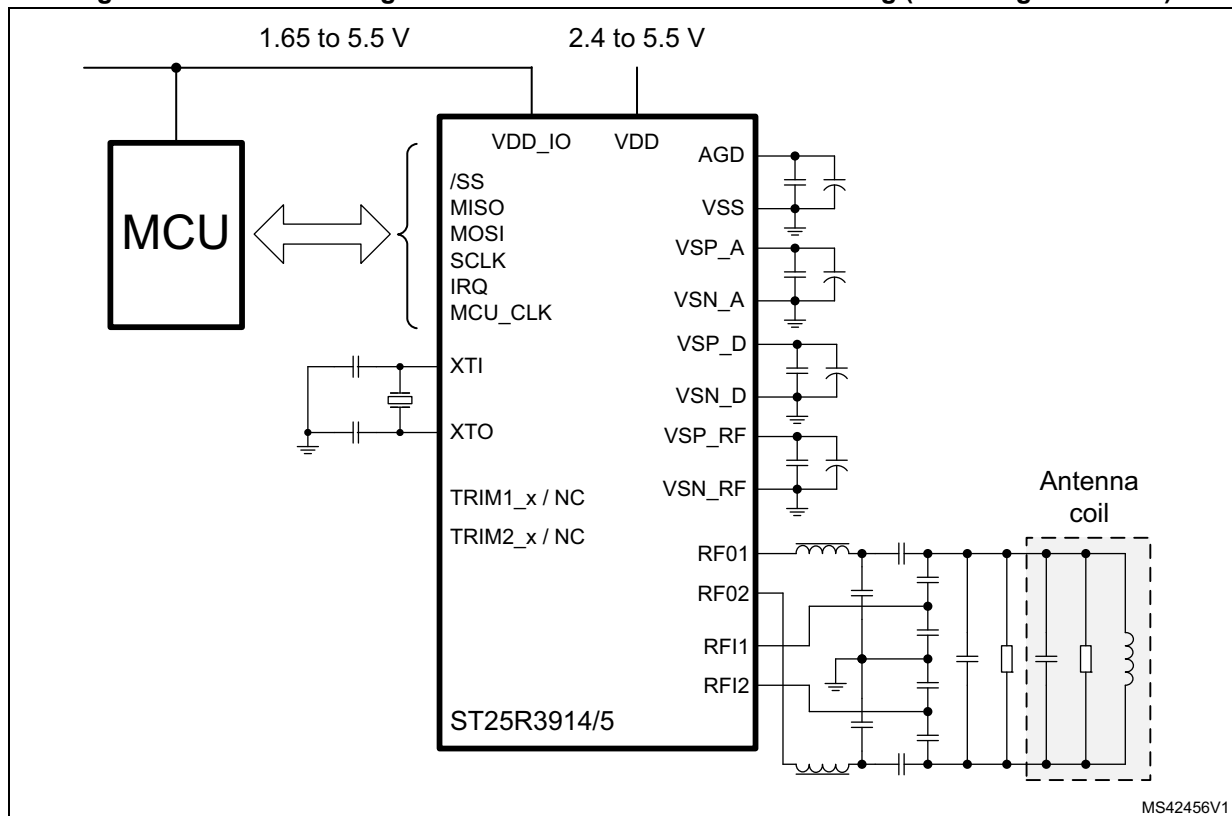 1.65 to 5.5 V
2.4 to 5.5 V
MCU
VDD_IO
VDD
/SS
MISO
MOSI
SCLK
IRQ
MCU_CLK
XTI
XTO
TRIM1_x / NC
TRIM2_x / NC
ST25R3914/5
AGD
VSS
VSP_A
VSN_A
VSP_D
VSN_D
VSP_RF
VSN_RF
RF01
RF02
RFI1
RFI2
Antenna
coil
MS42456V1